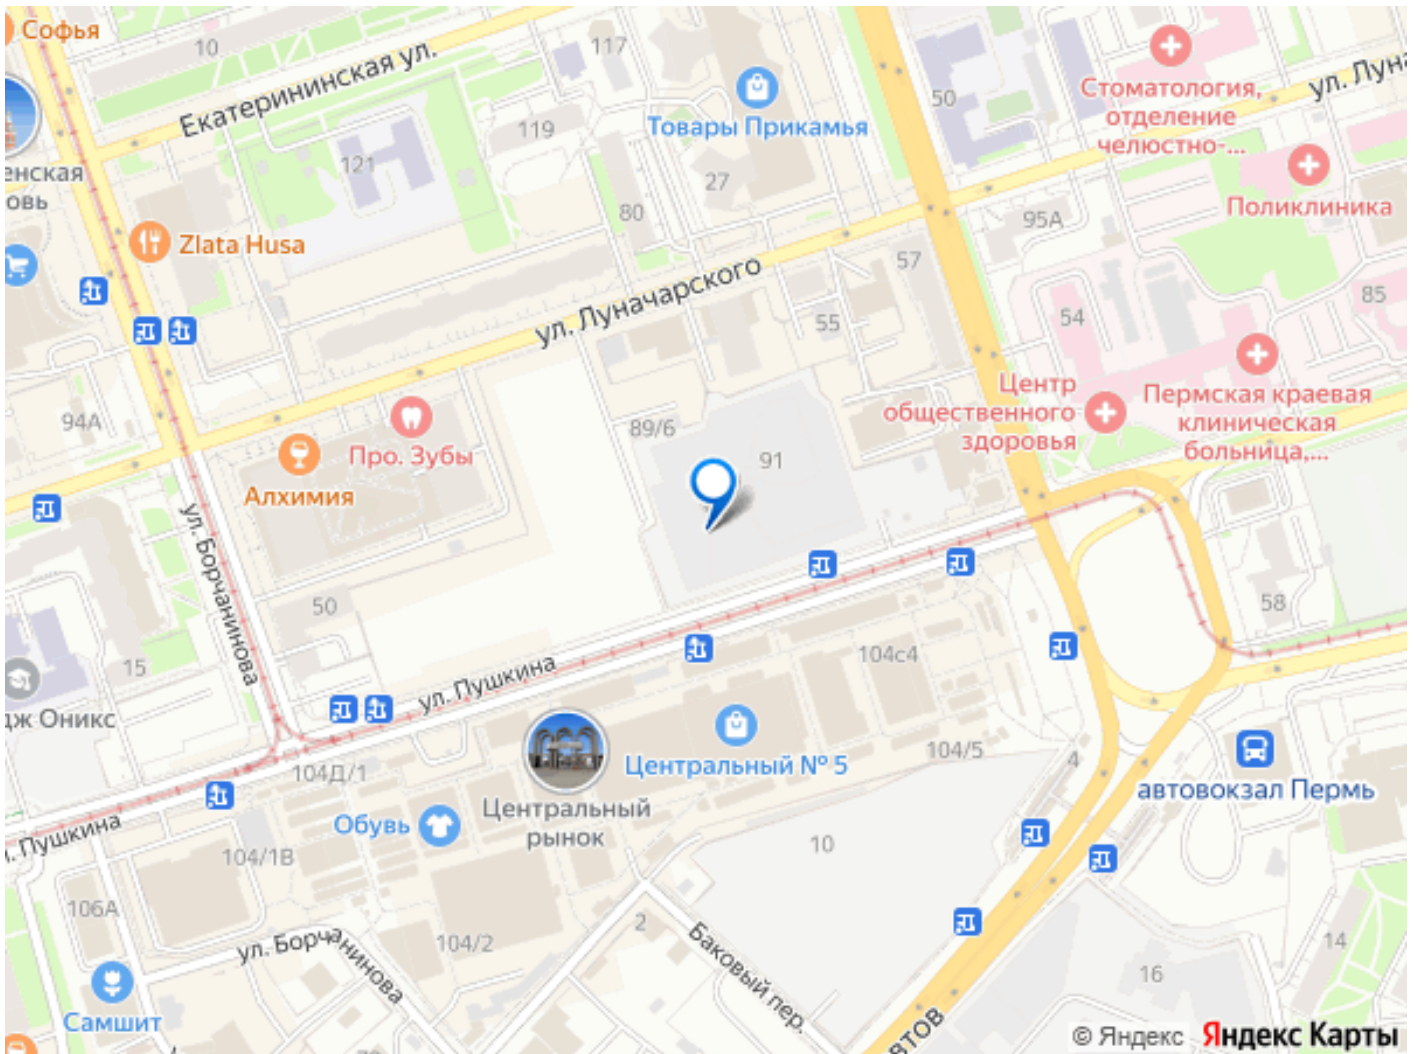 Софья
10
Екатерининская ул.
117
Товары Прикамья
50
Стоматология,
отделение
челюстно-...
ул. Луна
119
121
27
80
95А
Поликлиника
енская
овь
Zlata Husa
57
ул. Луначарского
55
54
85
94А
Про. Зубы
Алхимия
89/6
91
Центр
общественного
здоровья
Пермская краевая
клиническая
больница,...
ул. Борчанинова
50
58
15
ул. Пушкина
104с4
дж Оникс
104Д/1
Центральный № 5
104/5
4
автовокзал Пермь
Центральный
рынок
Обувь
. Пушкина
104/1В
10
106А
104/2
2
ул. Борчанинова
Баковый пер.
14
16
Самшит
втов
© Яндекс Яндекс Карты